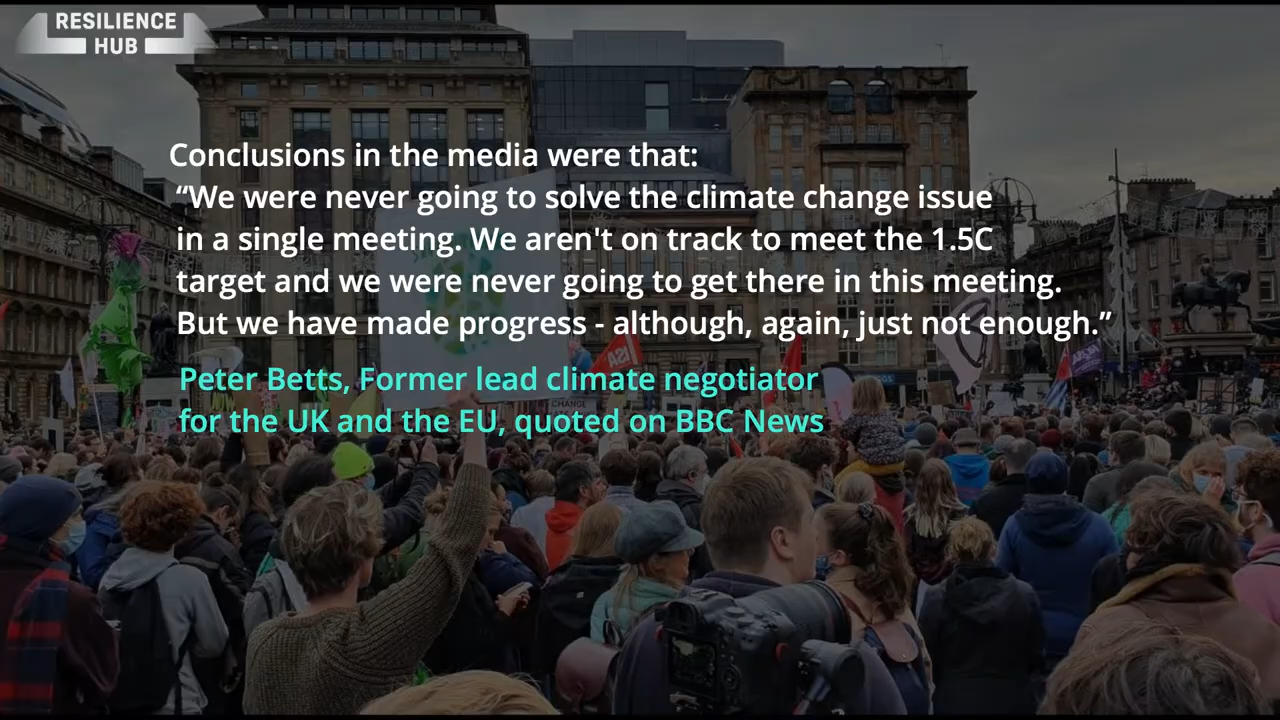 RESILIENCE
HUB
Conclusions in the media were that:
“We were never going to solve the climate change issue
in a single meeting. We aren't on track to meet the 1.5C
target and we were never going to get there in this meeting.
But we have made progress - although, again, just not enough.”
Peter Betts, Former lead climate negotiator
for the UK and the EU, quoted on BBC News
CHANGE